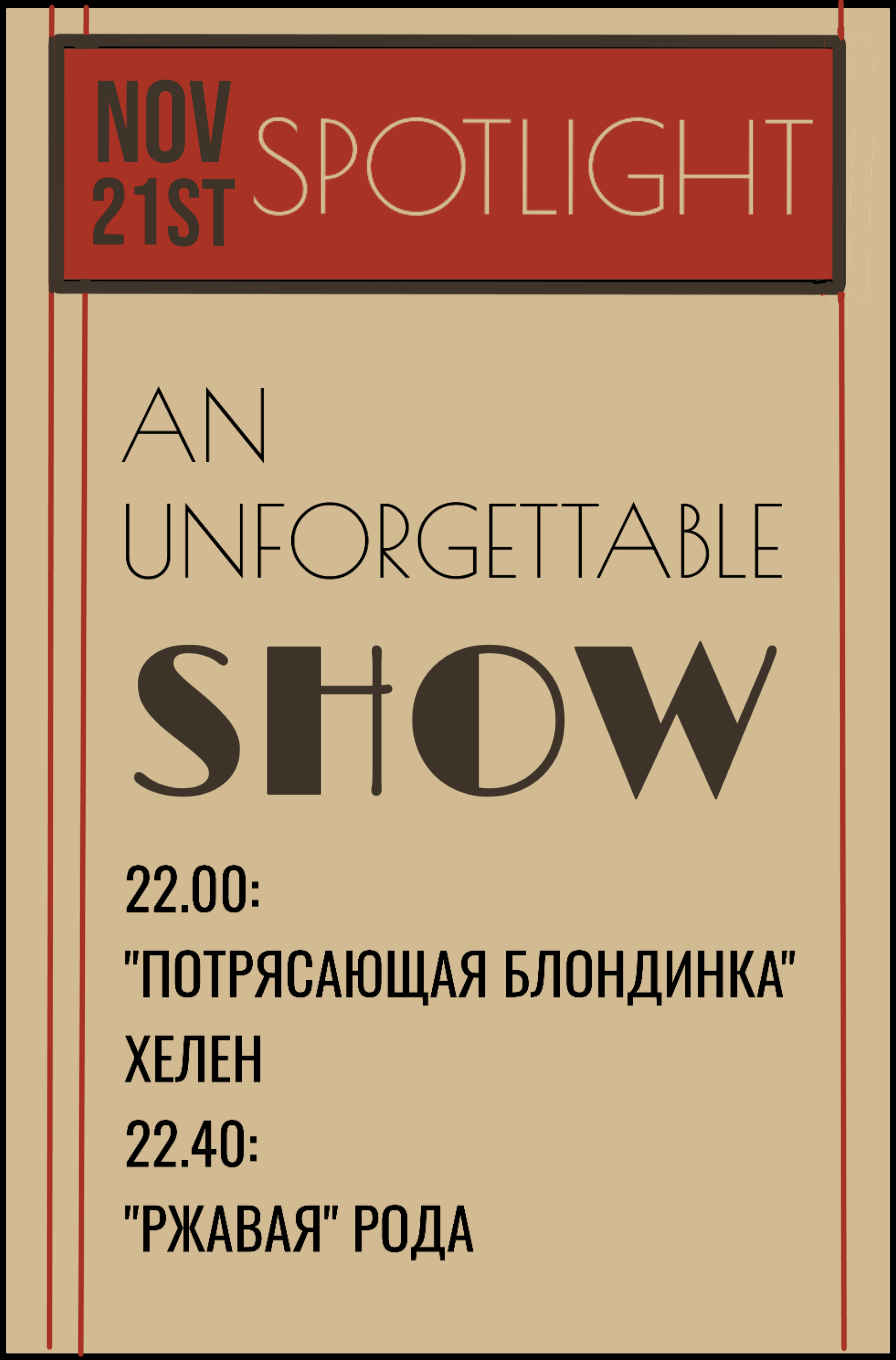 NOV
21ST
SPOTLIGHT
AN
UNFORGETTABLE
SHOW
22.00:
"ПОТРЯСАЮЩАЯ БЛОНДИНКА"
ХЕЛЕН
22.40:
"РЖАВАЯ" РОДА